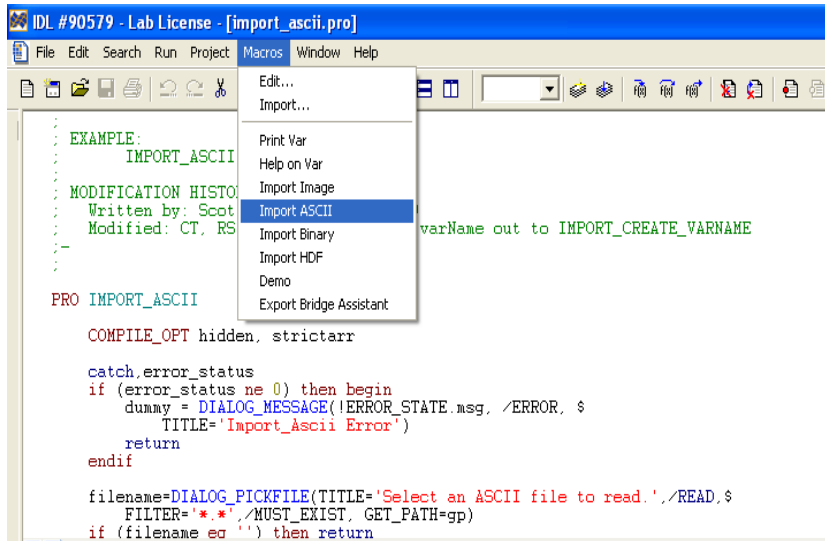 IDL #90579 - Lab License - [import_ascii.pro]
File Edit Search Run Project Macros Window Help
Edit...
Import...
Print Var
Help on Var
Import Image
Import ASCII
Import Binary
Import HDF
Demo
Export Bridge Assistant
;
; EXAMPLE:
; IMPORT_ASCII
;
; MODIFICATION HISTO
; Written by: Scot
; Modified: CT, RS varName out to IMPORT_CREATE_VARNAME
;-
;
PRO IMPORT_ASCII
COMPILE_OPT hidden, strictarr
catch,error_status
if (error_status ne 0) then begin
dummy = DIALOG_MESSAGE(!ERROR_STATE.msg, /ERROR, $
TITLE='Import_Ascii Error')
return
endif
filename=DIALOG_PICKFILE(TITLE='Select an ASCII file to read.',/READ,$
FILTER='*.*',/MUST_EXIST, GET_PATH=gp)
if (filename eq '') then return